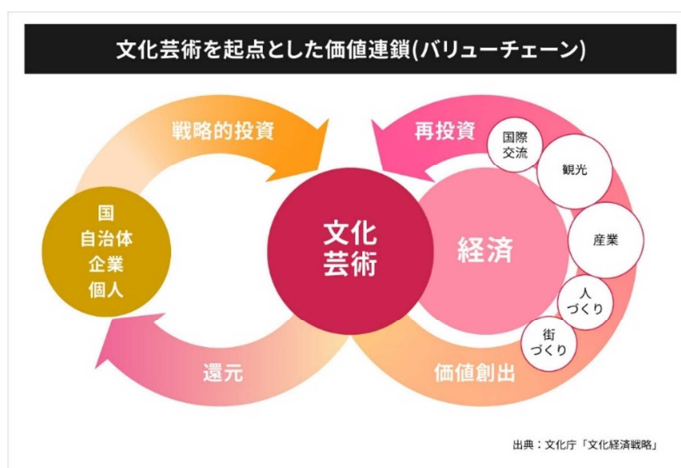 文化芸術を起点とした価値連鎖(バリューチェーン)
戦略的投資
再投資
国際
交流
観光
産業
人
づくり
街
づくり
国
自治体
企業
個人
文化
芸術
経済
還元
価値創出
出典：文化庁「文化経済戦略」